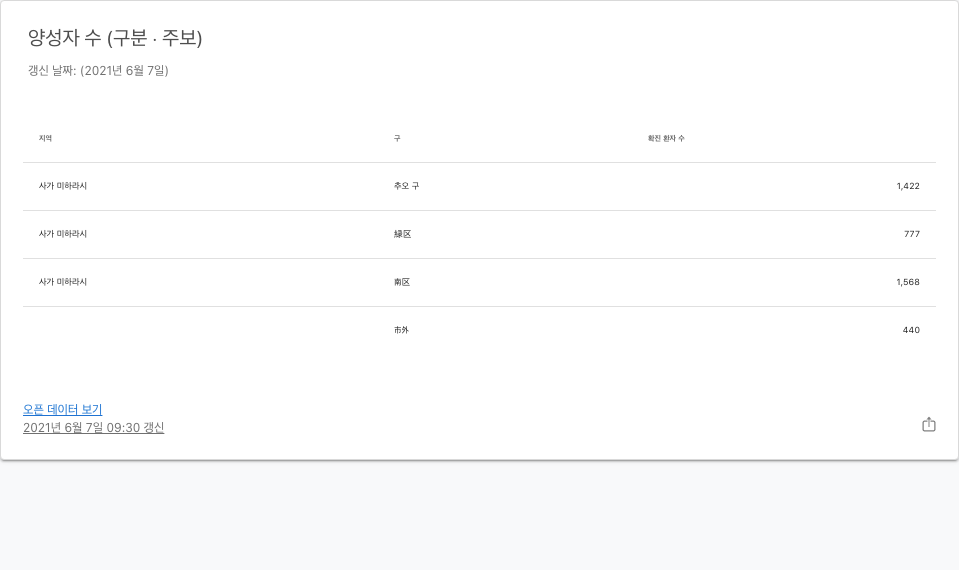 양성자 수 (구분 · 주보)
갱신 날짜: (2021년 6월 7일)
지역 구 확진 환자 수
사가 미하라시 추오 구 1,422
사가 미하라시 緑区 777
사가 미하라시 南区 1,568
市外 440
오픈 데이터 보기
2021년 6월 7일 09:30 갱신